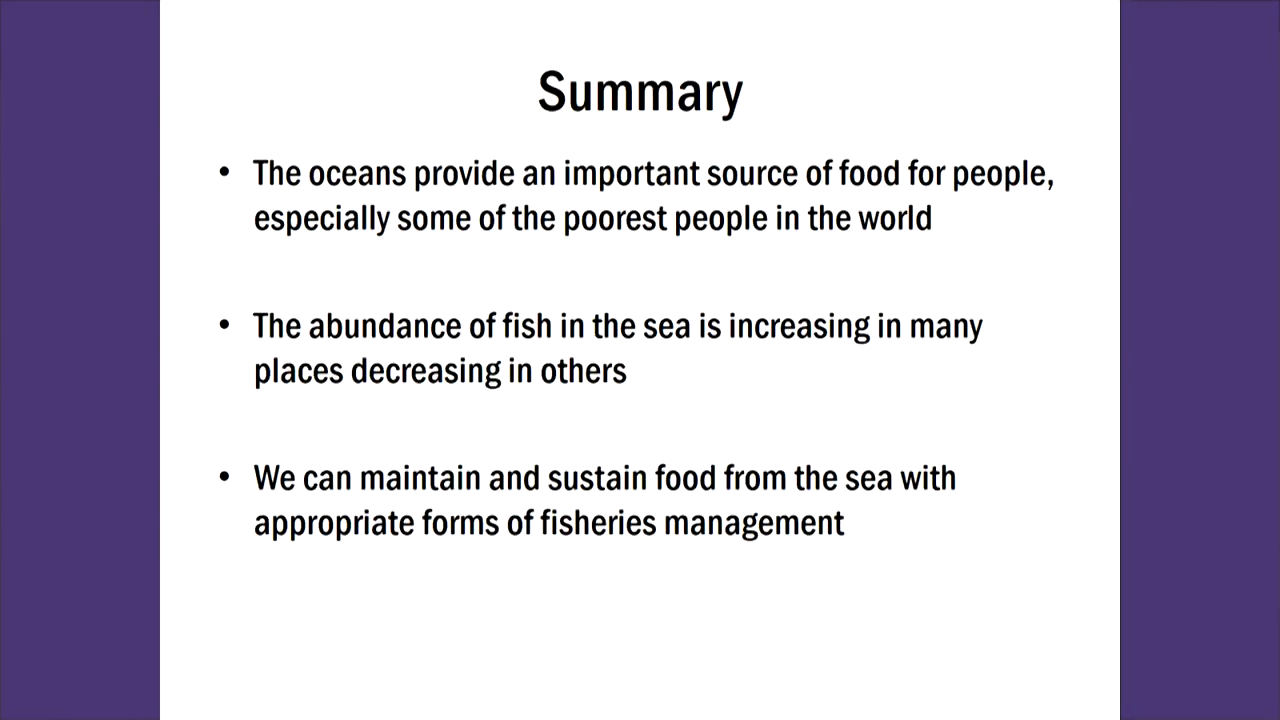 Summary
• The oceans provide an important source of food for people,
especially some of the poorest people in the world
• The abundance of fish in the sea is increasing in many
places decreasing in others
• We can maintain and sustain food from the sea with
appropriate forms of fisheries management